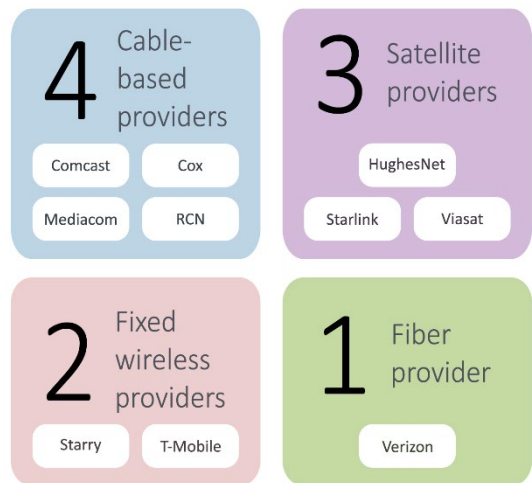 4
Cable-
based
providers
Comcast
Cox
Mediacom
RCN
3
Satellite
providers
HughesNet
Starlink
Viasat
2
Fixed
wireless
providers
Starry
T-Mobile
1
Fiber
provider
Verizon